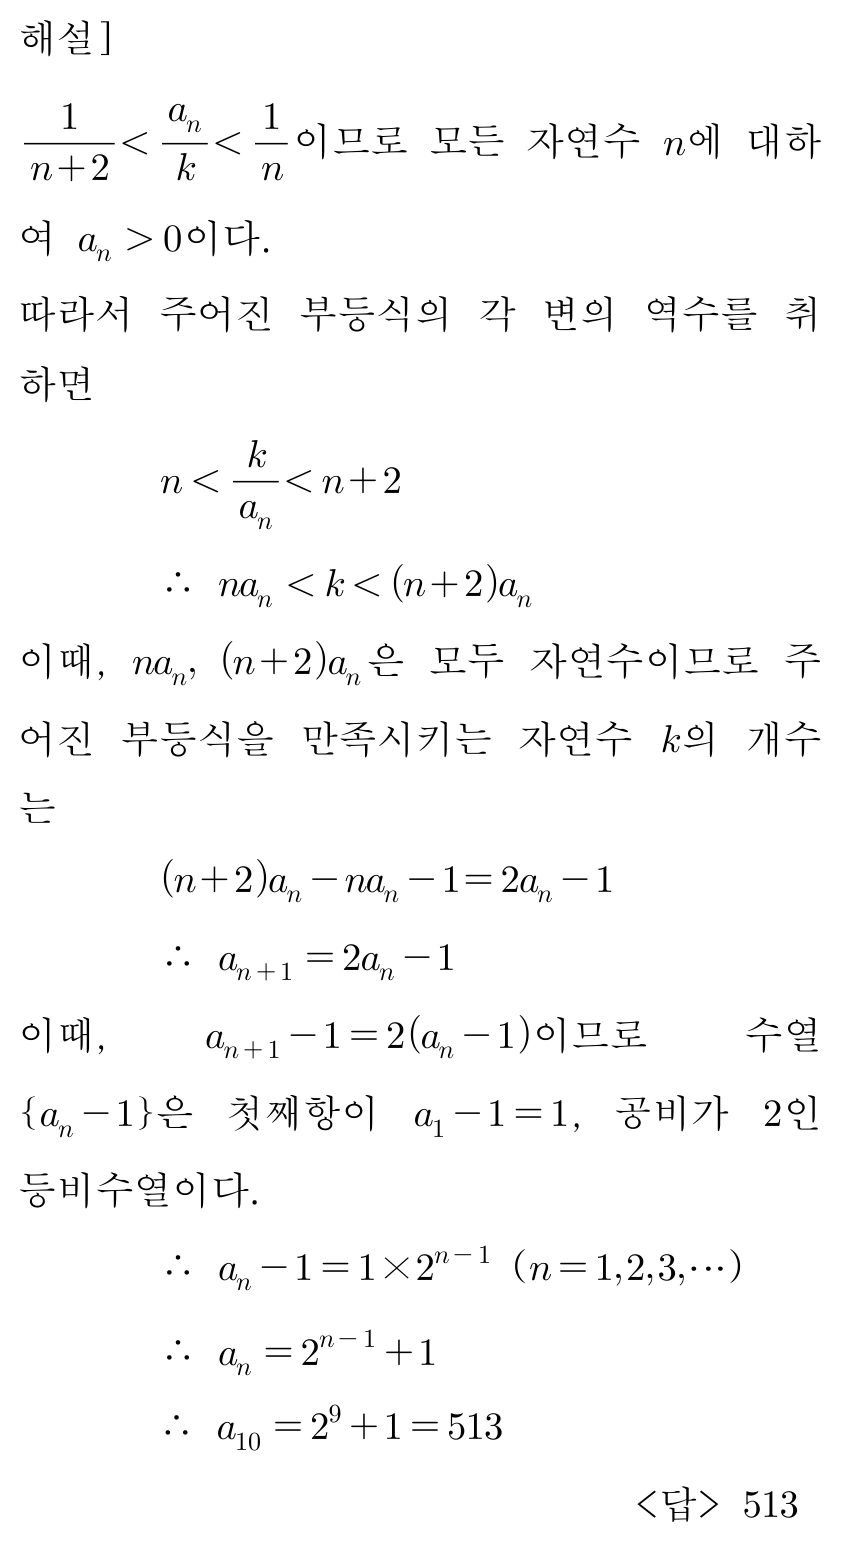 해설]
\frac{1}{n+2} < \frac{a_n}{k} < \frac{1}{n} 이므로 모든 자연수 n에 대하
여 a_n > 0이다.
따라서 주어진 부등식의 각 변의 역수를 취
하면
n < \frac{k}{a_n} < n+2
∴ na_n < k < (n+2)a_n
이때, na_n, (n+2)a_n은 모두 자연수이므로 주
어진 부등식을 만족시키는 자연수 k의 개수
는
(n+2)a_n - na_n - 1 = 2a_n - 1
∴ a_{n+1} = 2a_n - 1
이때, a_{n+1} - 1 = 2(a_n - 1)이므로 수열
{a_n - 1}은 첫째항이 a_1 - 1 = 1, 공비가 2인
등비수열이다.
∴ a_n - 1 = 1×2^{n-1} (n = 1,2,3,⋯)
∴ a_n = 2^{n-1} + 1
∴ a_{10} = 2^9 + 1 = 513
<답> 513